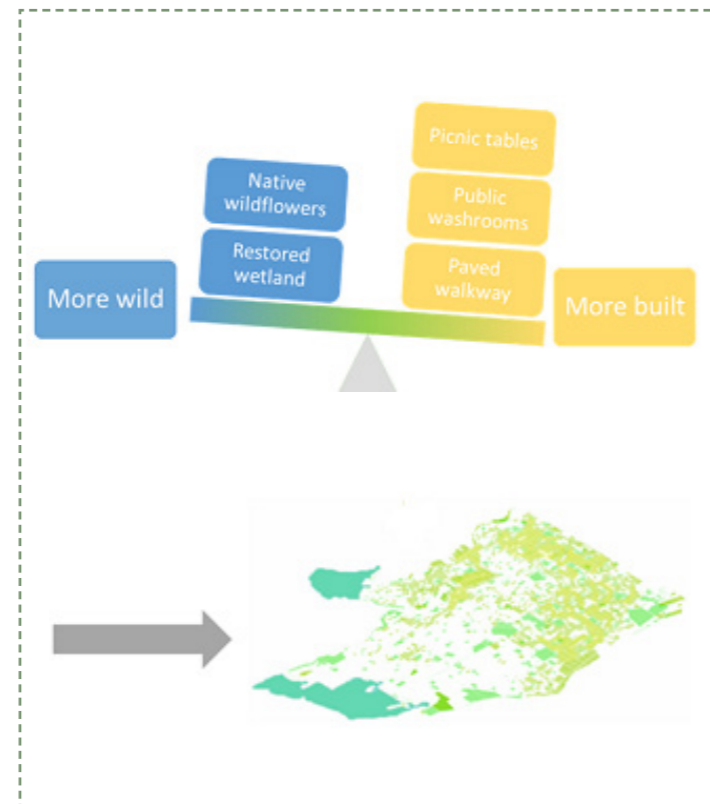 Picnic tables
Native
wildflowers
Public
washrooms
Restored
wetland
Paved
walkway
More wild
More built